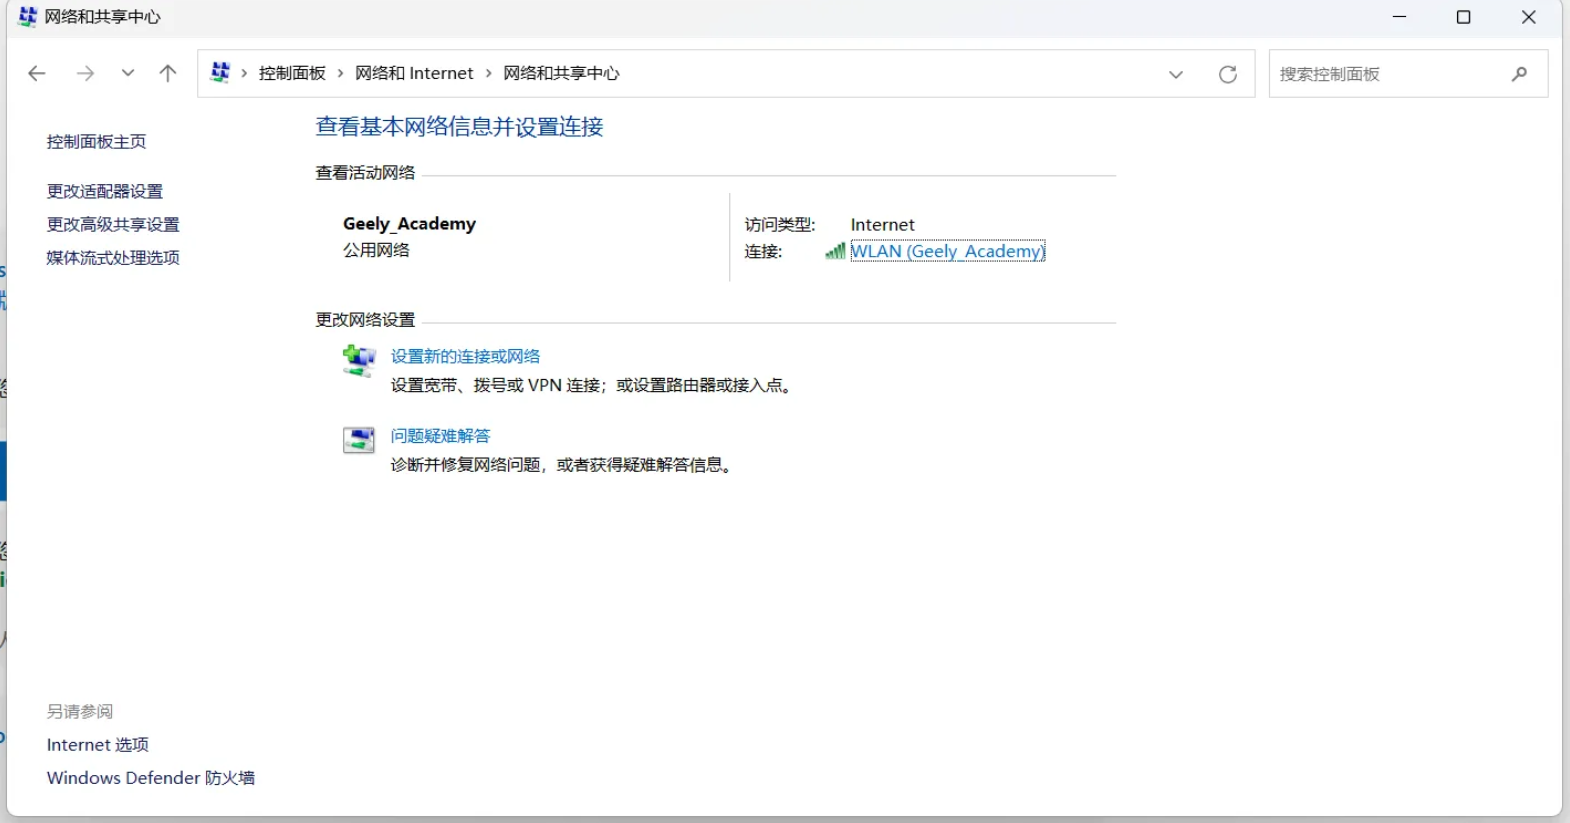 网络和共享中心
控制面板 › 网络和 Internet › 网络和共享中心
搜索控制面板
控制面板主页
更改适配器设置
更改高级共享设置
媒体流式处理选项
查看基本网络信息并设置连接
查看活动网络
Geely_Academy
公用网络
访问类型: Internet
连接: WLAN (Geely_Academy)
更改网络设置
设置新的连接或网络
设置宽带、拨号或 VPN 连接；或设置路由器或接入点。
问题疑难解答
诊断并修复网络问题，或者获得疑难解答信息。
另请参阅
Internet 选项
Windows Defender 防火墙